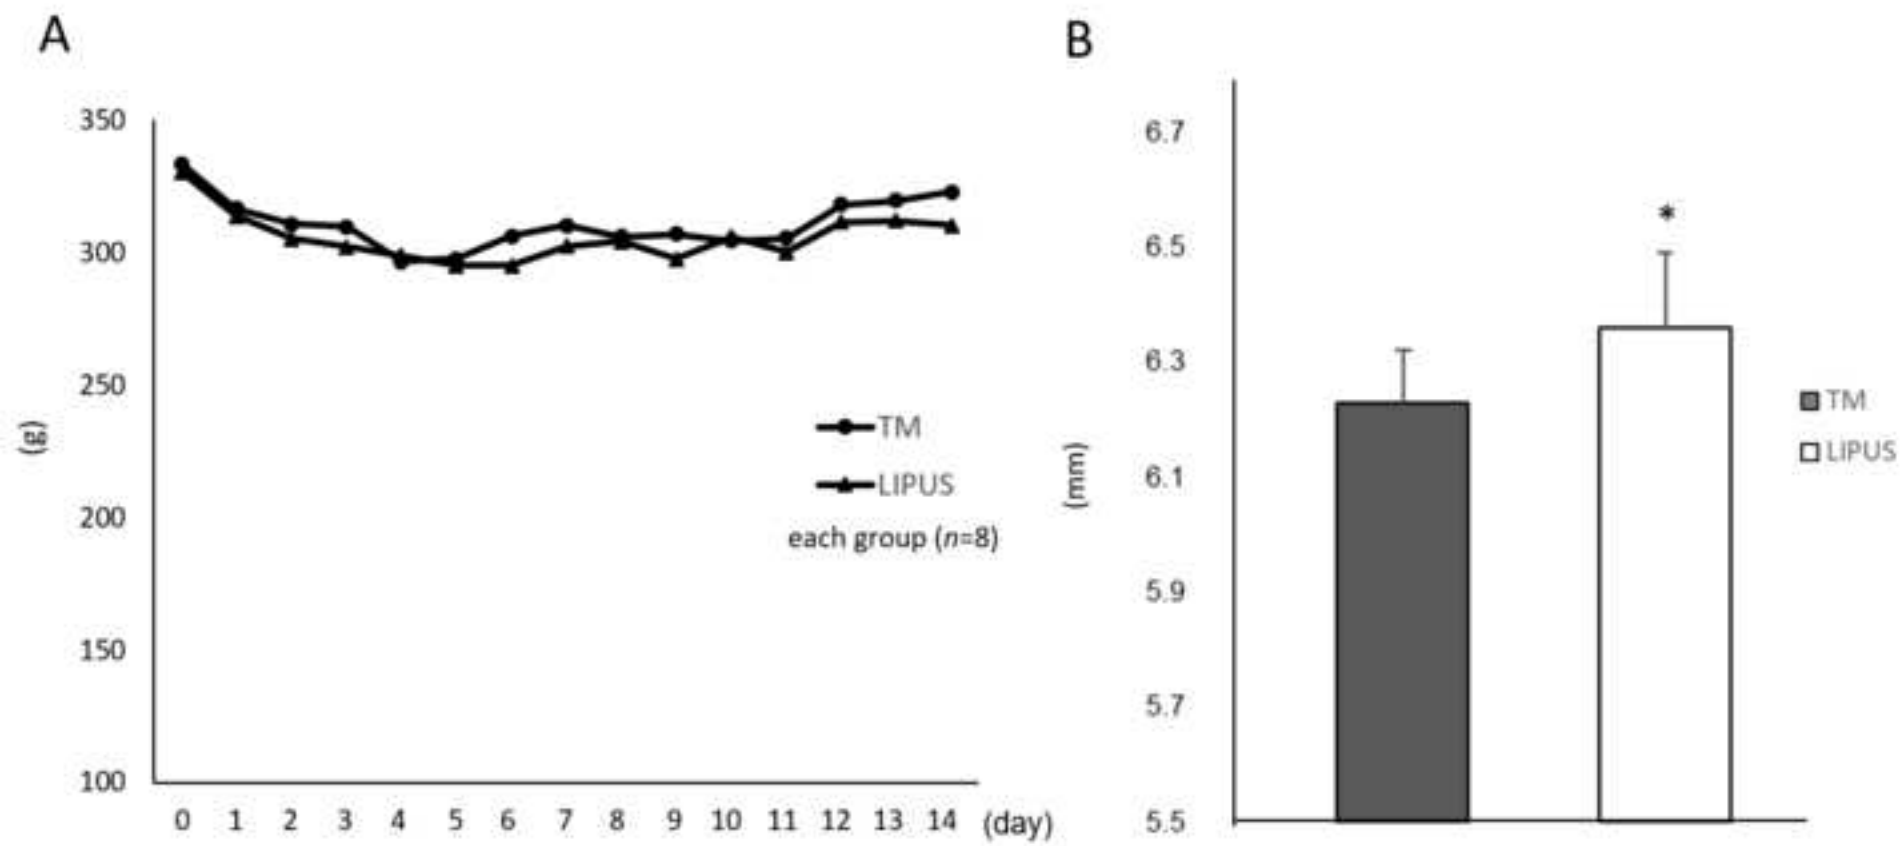 A
350
300
250
200
150
100
(g)
TM
LIPUS
each group (n=8)
0 1 2 3 4 5 6 7 8 9 10 11 12 13 14 (day)
B
6.7
6.5
6.3
6.1
5.9
5.7
5.5
(mm)
*
TM
LIPUS